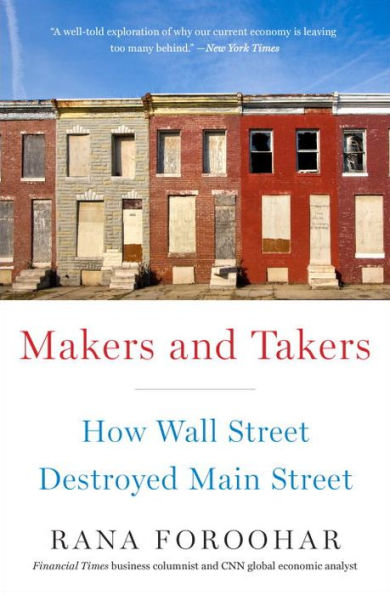 “A well-told exploration of why our current economy is leaving
too many behind.” —New York Times
Makers and Takers
How Wall Street
Destroyed Main Street
RANA FOROOHAR
Financial Times business columnist and CNN global economic analyst